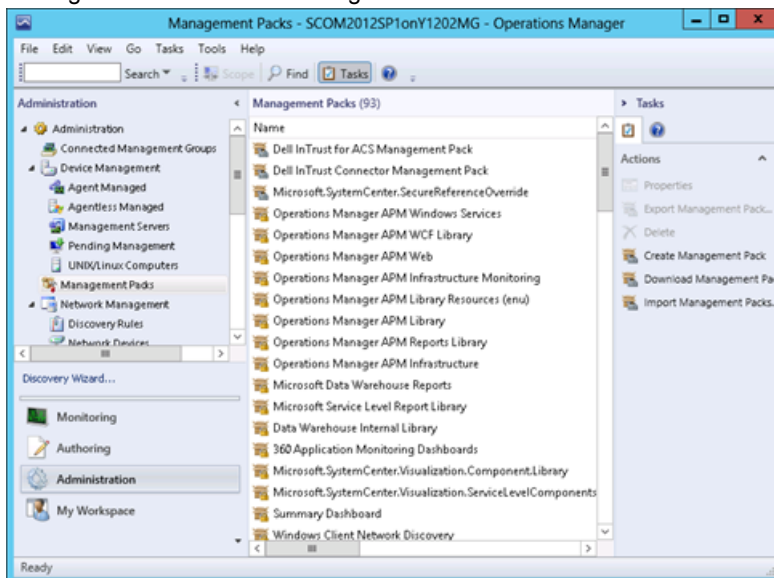 Management Packs - SCOM2012SP1onY1202MG - Operations Manager
File Edit View Go Tasks Tools Help
Search Scope Find Tasks
Administration
Administration
Connected Management Groups
Device Management
Agent Managed
Agentless Managed
Management Servers
Pending Management
UNIX/Linux Computers
Management Packs
Network Management
Discovery Rules
Network Devices
Discovery Wizard...
Monitoring
Authoring
Administration
My Workspace
Management Packs (93)
Name
Dell InTrust for ACS Management Pack
Dell InTrust Connector Management Pack
Microsoft.SystemCenter.SecureReferenceOverride
Operations Manager APM Windows Services
Operations Manager APM WCF Library
Operations Manager APM Web
Operations Manager APM Infrastructure Monitoring
Operations Manager APM Library Resources (enu)
Operations Manager APM Library
Operations Manager APM Reports Library
Operations Manager APM Infrastructure
Microsoft Data Warehouse Reports
Microsoft Service Level Report Library
Data Warehouse Internal Library
360 Application Monitoring Dashboards
Microsoft.SystemCenter.Visualization.Component.Library
Microsoft.SystemCenter.Visualization.ServiceLevelComponents
Summary Dashboard
Windows Client Network Discovery
Tasks
Actions
Properties
Export Management Pack...
Delete
Create Management Pack
Download Management Pa
Import Management Packs.
Ready